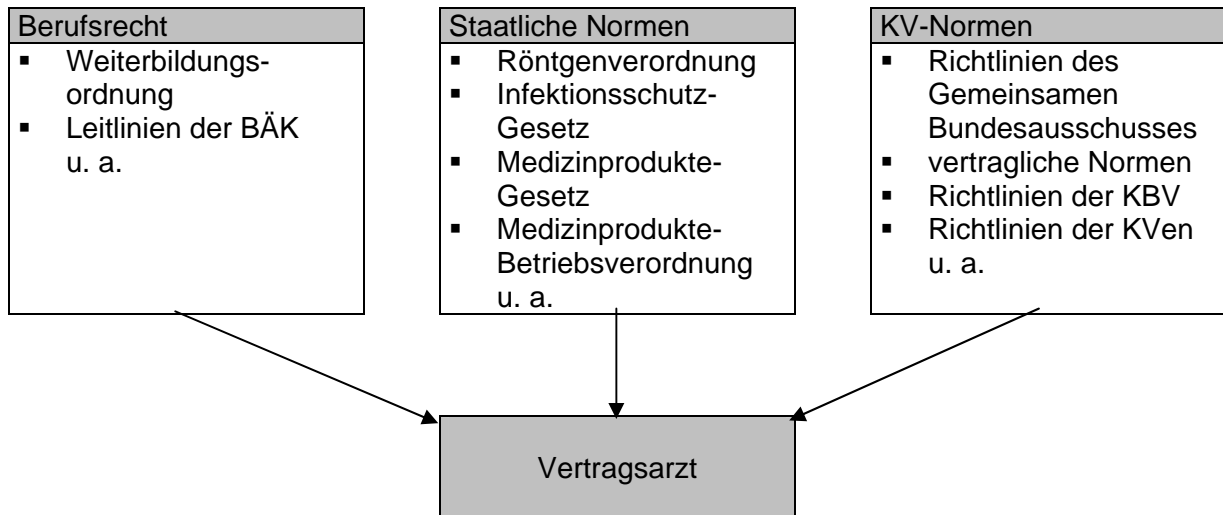 Berufsrecht
▪ Weiterbildungs-
ordnung
▪ Leitlinien der BÄK
u. a.
Staatliche Normen
▪ Röntgenverordnung
▪ Infektionsschutz-
Gesetz
▪ Medizinprodukte-
Gesetz
▪ Medizinprodukte-
Betriebsverordnung
u. a.
KV-Normen
▪ Richtlinien des
Gemeinsamen
Bundesausschusses
▪ vertragliche Normen
▪ Richtlinien der KBV
▪ Richtlinien der KVen
u. a.
Vertragsarzt